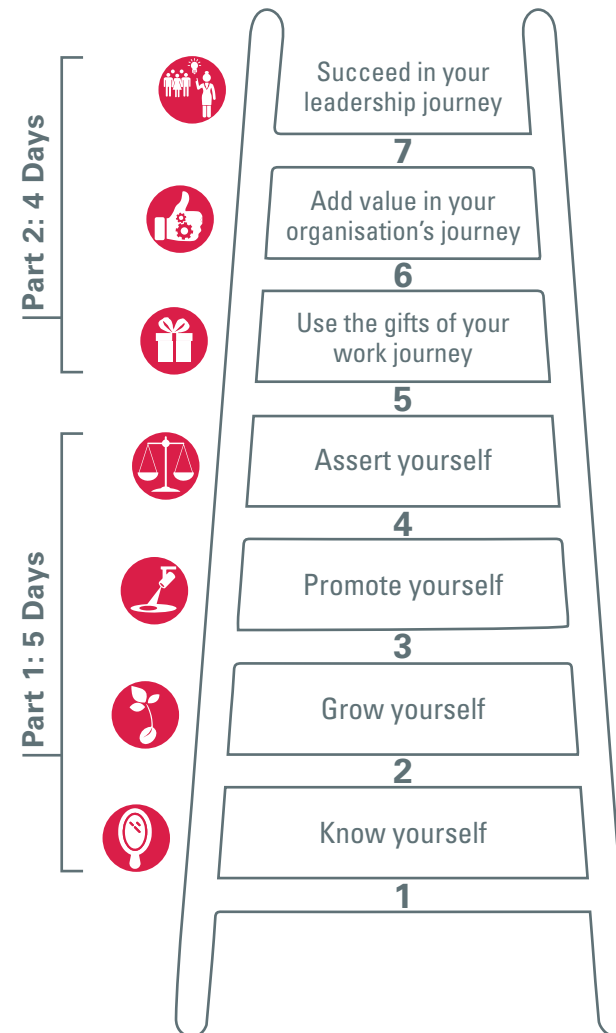 Part 2: 4 Days
Succeed in your
leadership journey
7
Add value in your
organisation's journey
6
Use the gifts of your
work journey
5
Part 1: 5 Days
Assert yourself
4
Promote yourself
3
Grow yourself
2
Know yourself
1